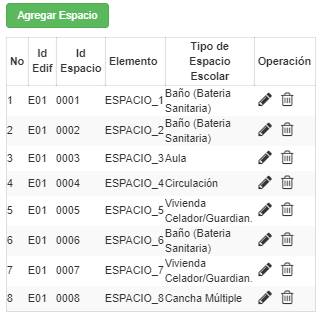 Agregar Espacio
No Id Edif Id Espacio Elemento Tipo de Espacio Escolar Operación
1 E01 0001 ESPACIO_1 Baño (Bateria Sanitaria)
2 E01 0002 ESPACIO_2 Baño (Bateria Sanitaria)
3 E01 0003 ESPACIO_3 Aula
4 E01 0004 ESPACIO_4 Circulación
5 E01 0005 ESPACIO_5 Vivienda Celador/Guardian.
6 E01 0006 ESPACIO_6 Baño (Bateria Sanitaria)
7 E01 0007 ESPACIO_7 Vivienda Celador/Guardian.
8 E01 0008 ESPACIO_8 Cancha Múltiple